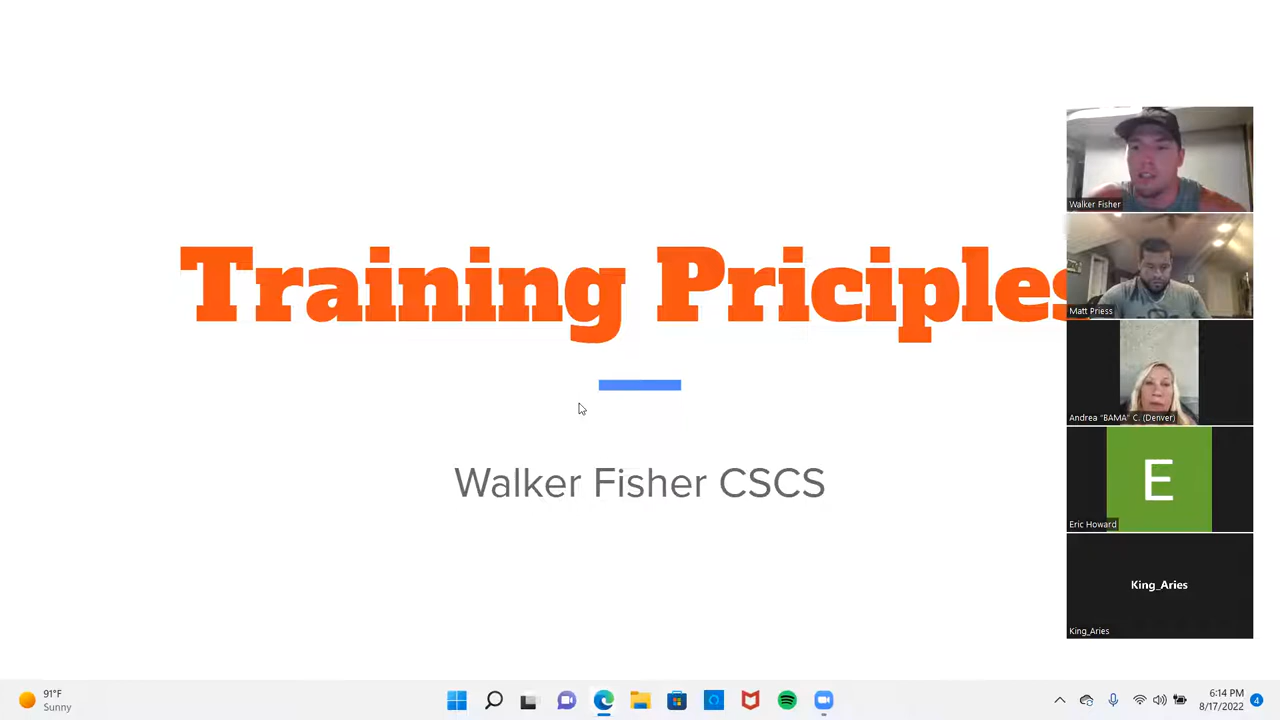 Training Priciples
Walker Fisher CSCS
Walker Fisher
Matt Priess
Andrea "BAMA" C. (Denver)
E
Eric Howard
King_Aries
King_Aries
91°F
Sunny
6:14 PM
8/17/2022
4